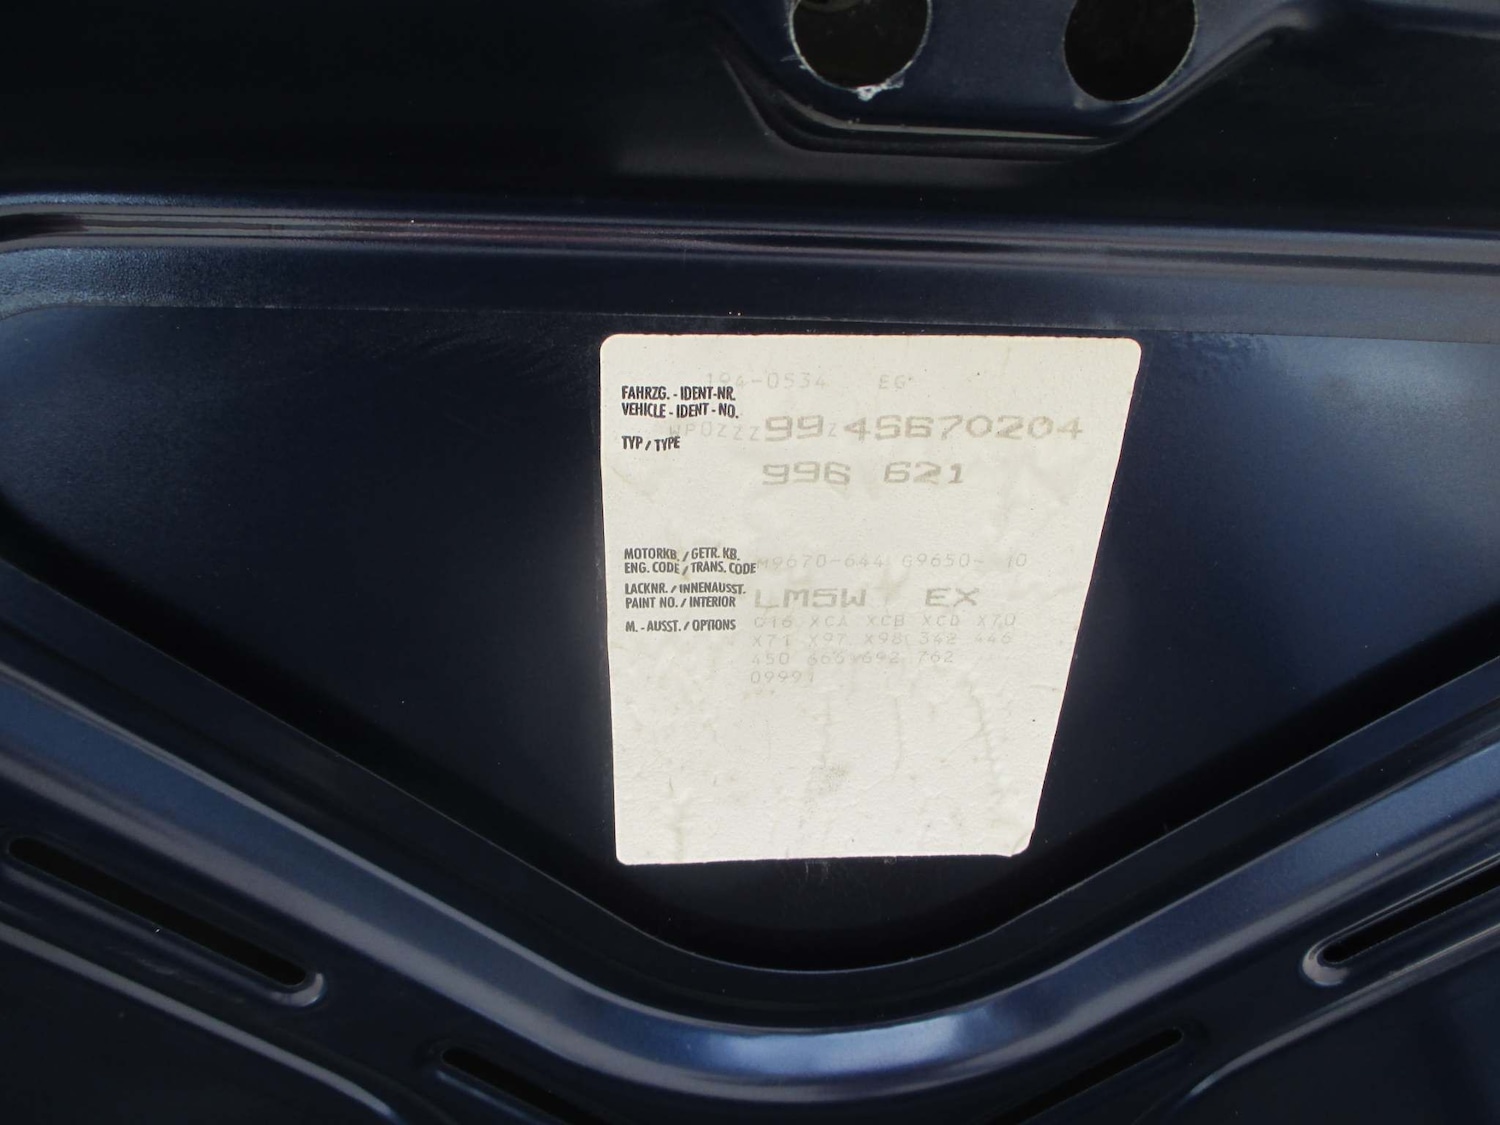 194-0534 EG
FAHRZG. - IDENT-NR.
VEHICLE - IDENT - NO. WP0ZZZ99Z4S670204
TYP / TYPE
996 621
MOTORKB. / GETR. KB.
ENG. CODE / TRANS. CODE M9670-644 G9650- 10
LACKNR. / INNENAUSST.
PAINT NO. / INTERIOR LM5W EX
M. - AUSST. / OPTIONS C16 XCA XCB XCD X70
X71 X97 X98 342 446
450 692 762
09991